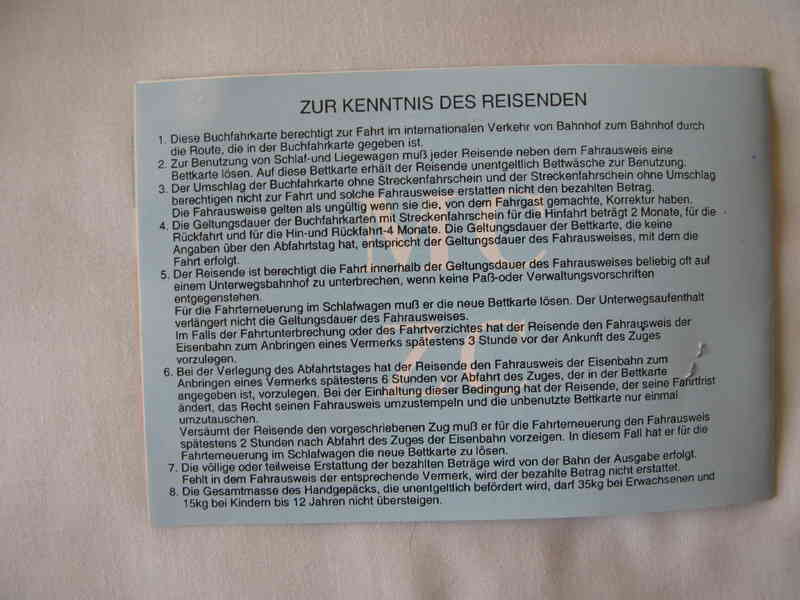 ZUR KENNTNIS DES REISENDEN
1. Diese Buchfahrkarte berechtigt zur Fahrt im internationalen Verkehr von Bahnhof zum Bahnhof durch
die Route, die in der Buchfahrkarte gegeben ist.
2. Zur Benutzung von Schlaf-und Liegewagen muß jeder Reisende neben dem Fahrausweis eine
Bettkarte lösen. Auf diese Bettkarte erhält der Reisende unentgeltlich Bettwäsche zur Benutzung.
3. Der Umschlag der Buchfahrkarte ohne Streckenfahrschein und der Streckenfahrschein ohne Umschlag
berechtigen nicht zur Fahrt und solche Fahrausweise erstatten nicht den bezahlten Betrag.
Die Fahrausweise gelten als ungültig wenn sie die, von dem Fahrgast gemachte, Korrektur haben.
4. Die Geltungsdauer der Buchfahrkarten mit Streckenfahrschein für die Hinfahrt beträgt 2 Monate, für die
Rückfahrt und für die Hin-und Rückfahrt-4 Monate. Die Geltungsdauer der Bettkarte, die keine
Angaben über den Abfahrtstag hat, entspricht der Geltungsdauer des Fahrausweises, mit dem die
Fahrt erfolgt.
5. Der Reisende ist berechtigt die Fahrt innerhalb der Geltungsdauer des Fahrausweises beliebig oft auf
einem Unterwegsbahnhof zu unterbrechen, wenn keine Paß-oder Verwaltungsvorschriften
entgegenstehen.
Für die Fahrterneuerung im Schlafwagen muß er die neue Bettkarte lösen. Der Unterwegsaufenthalt
verlängert nicht die Geltungsdauer des Fahrausweises.
Im Falls der Fahrtunterbrechung oder des Fahrtverzichtes hat der Reisende den Fahrausweis der
Eisenbahn zum Anbringen eines Vermerks spätestens 3 Stunde vor der Ankunft des Zuges
vorzulegen.
6. Bei der Verlegung des Abfahrtstages hat der Reisende den Fahrausweis der Eisenbahn zum
Anbringen eines Vermerks spätestens 6 Stunden vor Abfahrt des Zuges, der in der Bettkarte
angegeben ist, vorzulegen. Bei der Einhaltung dieser Bedingung hat der Reisende, der seine Fahrtfrist
ändert, das Recht seinen Fahrausweis umzustempeln und die unbenutzte Bettkarte nur einmal
umzutauschen.
Versäumt der Reisende den vorgeschriebenen Zug muß er für die Fahrterneuerung den Fahrausweis
spätestens 2 Stunden nach Abfahrt des Zuges der Eisenbahn vorzeigen. In diesem Fall hat er für die
Fahrterneuerung im Schlafwagen die neue Bettkarte zu lösen.
7. Die völlige oder teilweise Erstattung der bezahlten Beträge wird von der Bahn der Ausgabe erfolgt.
Fehlt in dem Fahrausweis der entsprechende Vermerk, wird der bezahlte Betrag nicht erstattet.
8. Die Gesamtmasse des Handgepäcks, die unentgeltlich befördert wird, darf 35kg bei Erwachsenen und
15kg bei Kindern bis 12 Jahren nicht übersteigen.